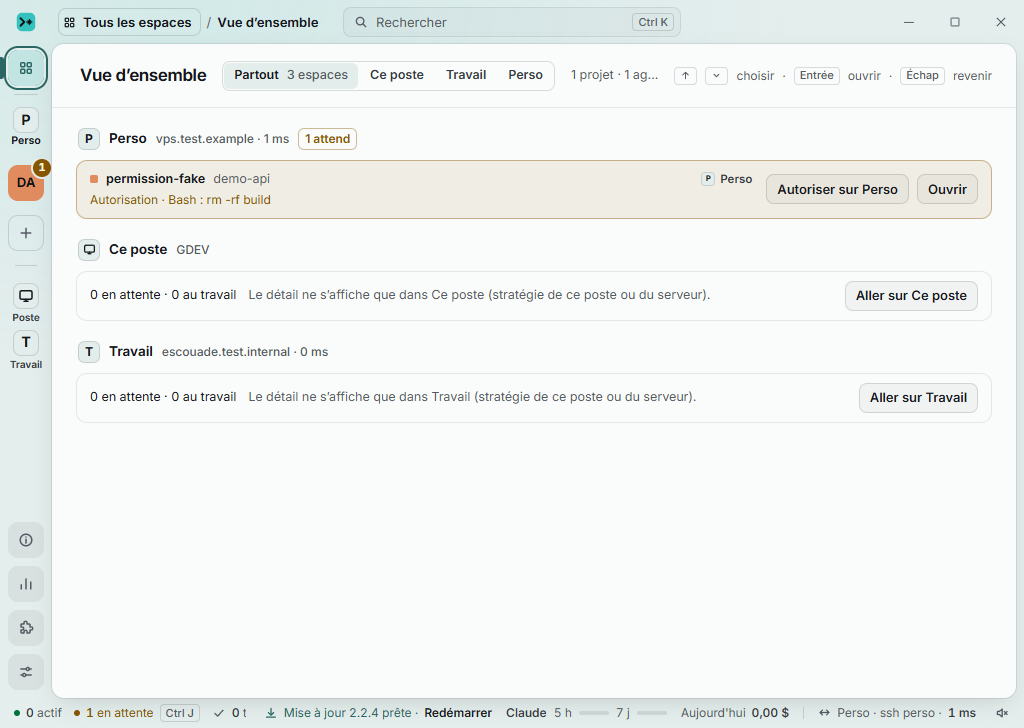 Tous les espaces / Vue d’ensemble Rechercher Ctrl K
Vue d’ensemble Partout 3 espaces Ce poste Travail Perso 1 projet · 1 ag… ↑ choisir · Entrée ouvrir · Échap revenir
P
Perso
DA 1
Poste
T
Travail
P Perso vps.test.example · 1 ms 1 attend
permission-fake demo-api P Perso Autoriser sur Perso Ouvrir
Autorisation · Bash : rm -rf build
Ce poste GDEV
0 en attente · 0 au travail Le détail ne s’affiche que dans Ce poste (stratégie de ce poste ou du serveur). Aller sur Ce poste
T Travail escouade.test.internal · 0 ms
0 en attente · 0 au travail Le détail ne s’affiche que dans Travail (stratégie de ce poste ou du serveur). Aller sur Travail
0 actif 1 en attente Ctrl J 0 t Mise à jour 2.2.4 prête · Redémarrer Claude 5 h 7 j Aujourd'hui 0,00 $ Perso · ssh perso · 1 ms